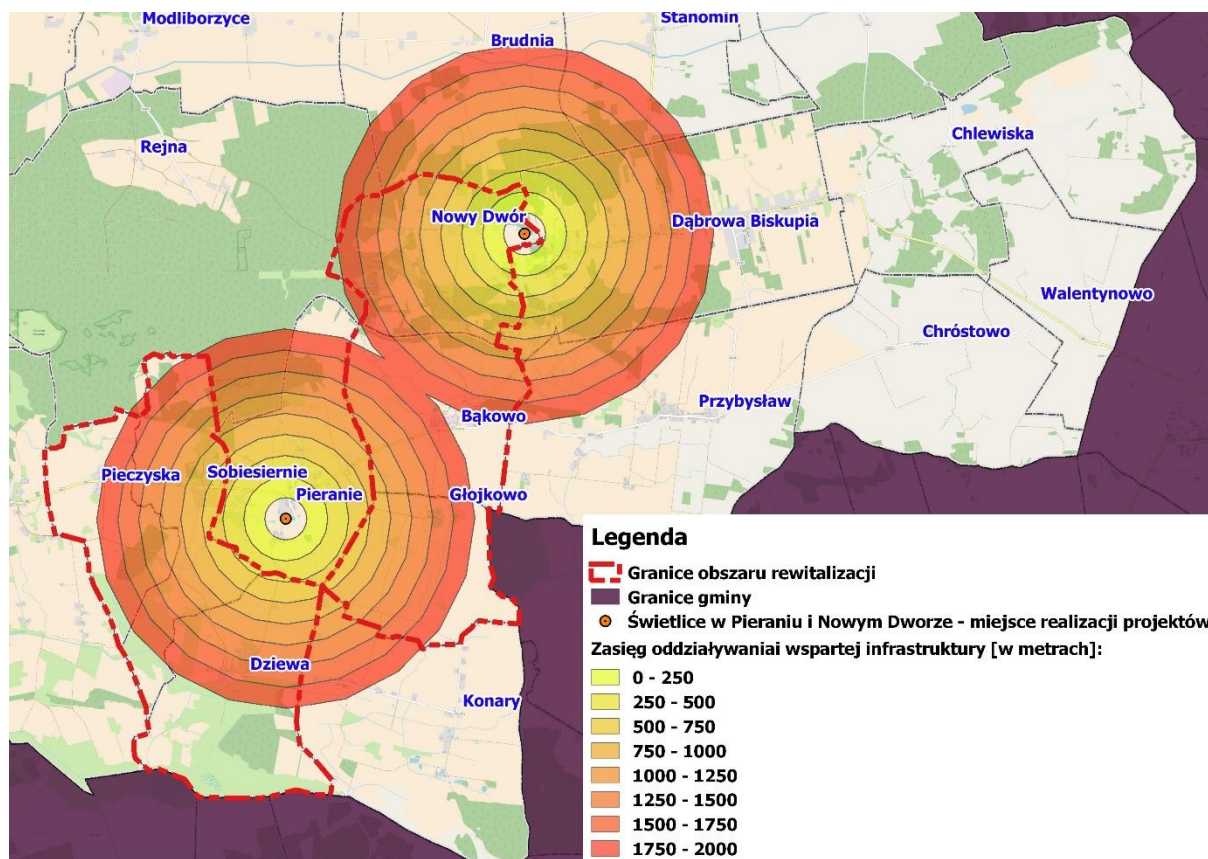 Modliborzyce
Stanomin
Brudnia
Rejna
Chlewiska
Nowy Dwór
Dąbrowa Biskupia
Walentynowo
Chróstowo
Przybysław
Bąkowo
Pieczyska
Sobiesiernie
Pieranie
Głojkowo
Dziewa
Konary
Legenda
Granice obszaru rewitalizacji
Granice gminy
Świetlice w Pieraniu i Nowym Dworze - miejsce realizacji projektów
Zasięg oddziaływaniai wspartej infrastruktury [w metrach]:
0 - 250
250 - 500
500 - 750
750 - 1000
1000 - 1250
1250 - 1500
1500 - 1750
1750 - 2000